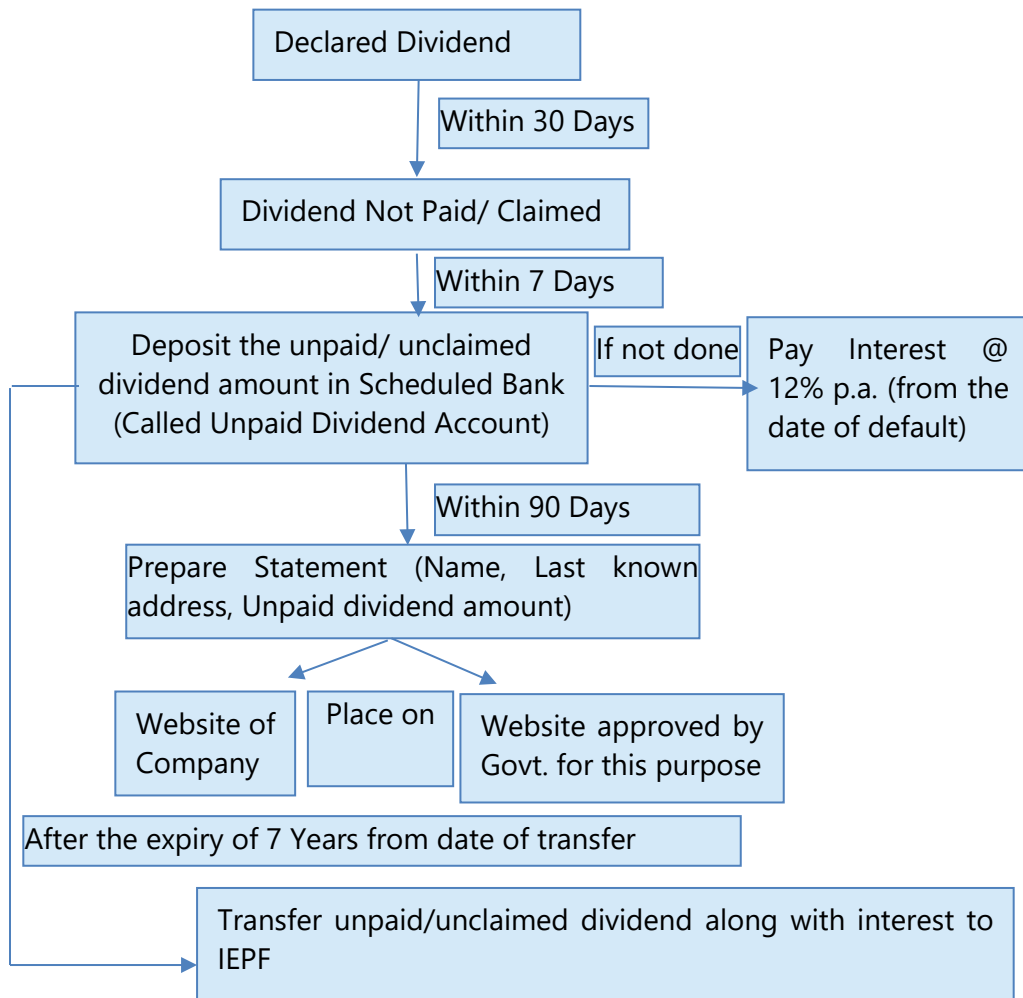 Declared Dividend
Within 30 Days
Dividend Not Paid/ Claimed
Within 7 Days
Deposit the unpaid/ unclaimed
dividend amount in Scheduled Bank
(Called Unpaid Dividend Account)
If not done
Pay Interest @
12% p.a. (from the
date of default)
Within 90 Days
Prepare Statement (Name, Last known
address, Unpaid dividend amount)
Website of
Company
Place on
Website approved by
Govt. for this purpose
After the expiry of 7 Years from date of transfer
Transfer unpaid/unclaimed dividend along with interest to
IEPF